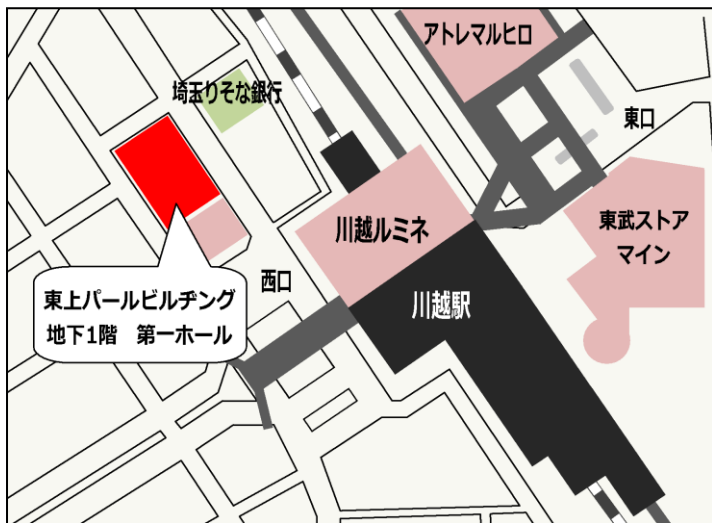 アトレマルヒロ
埼玉りそな銀行
東口
川越ルミネ
東武ストア
マイン
西口
東上パールビルヂング
地下1階　第一ホール
川越駅